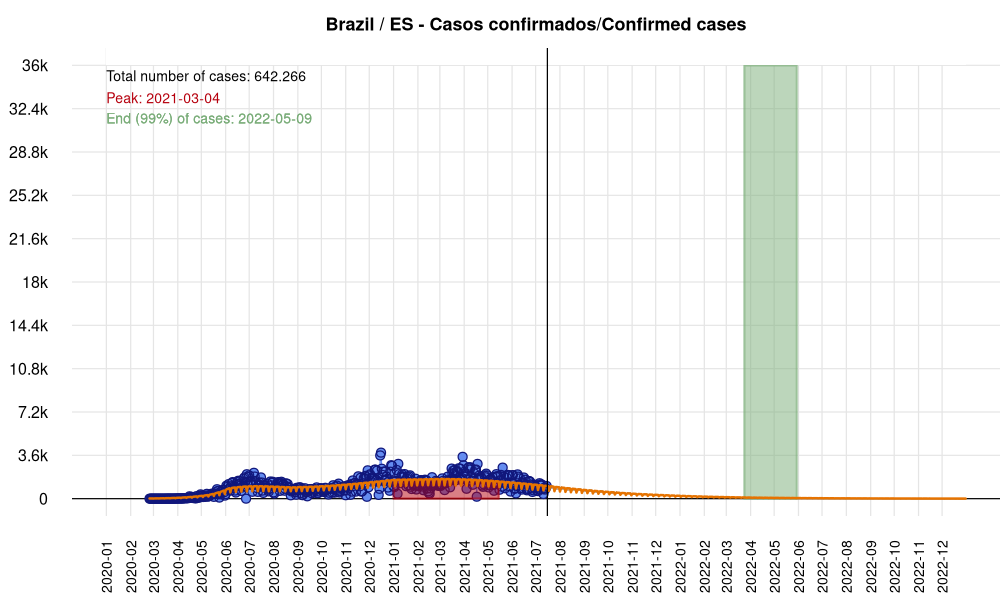 Brazil / ES - Casos confirmados/Confirmed cases
Total number of cases: 642.266
Peak: 2021-03-04
End (99%) of cases: 2022-05-09
36k
32.4k
28.8k
25.2k
21.6k
18k
14.4k
10.8k
7.2k
3.6k
0
2020-01
2020-02
2020-03
2020-04
2020-05
2020-06
2020-07
2020-08
2020-09
2020-10
2020-11
2020-12
2021-01
2021-02
2021-03
2021-04
2021-05
2021-06
2021-07
2021-08
2021-09
2021-10
2021-11
2021-12
2022-01
2022-02
2022-03
2022-04
2022-05
2022-06
2022-07
2022-08
2022-09
2022-10
2022-11
2022-12